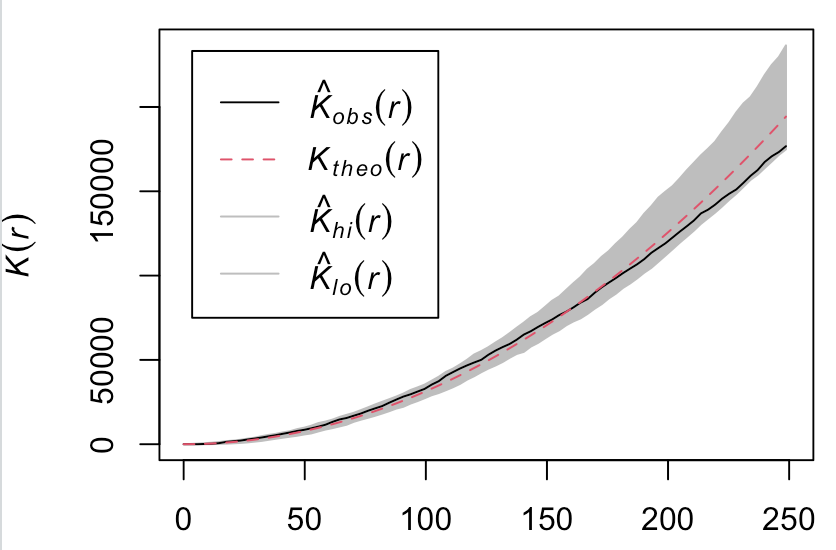 K̂obs(r)
Ktheo(r)
K̂hi(r)
K̂lo(r)
K(r)
150000
50000
0
0 50 100 150 200 250